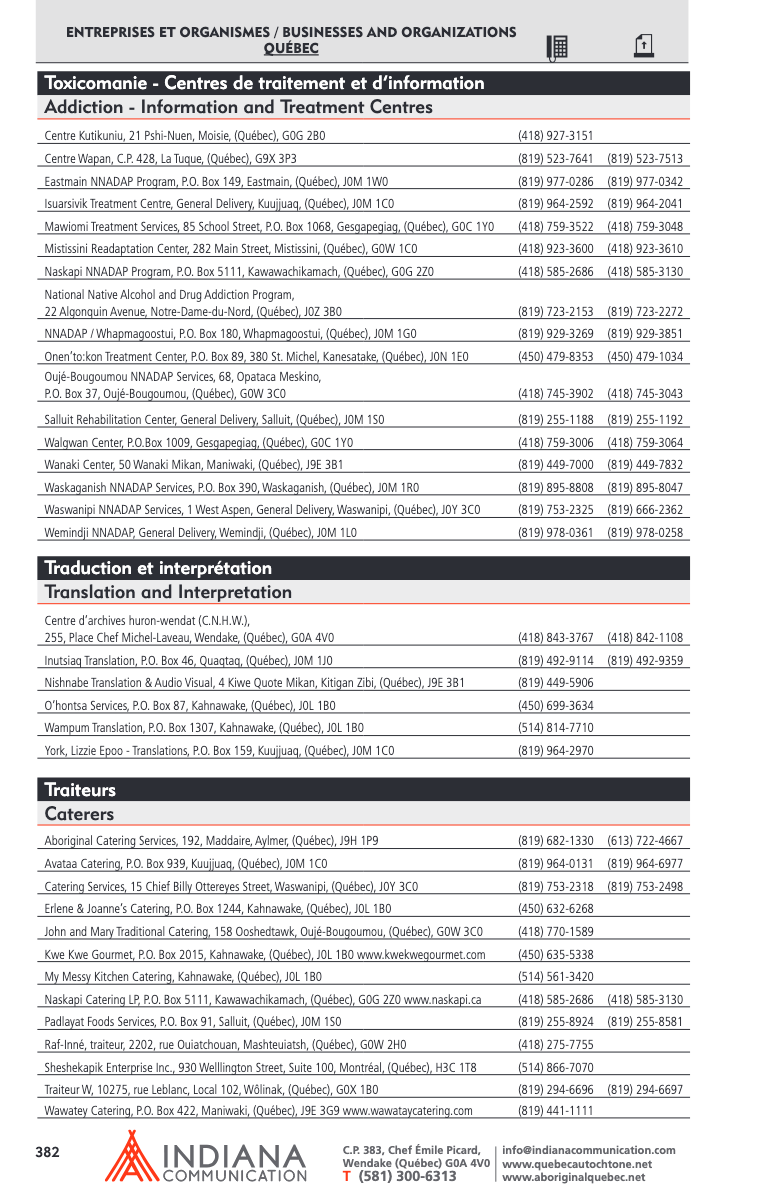 ENTREPRISES ET ORGANISMES / BUSINESSES AND ORGANIZATIONS
QUÉBEC
Toxicomanie - Centres de traitement et d'information
Addiction - Information and Treatment Centres
Centre Kutikuniu, 21 Pshi-Nuen, Moisie, (Québec), G0G 2B0 (418) 927-3151
Centre Wapan, C.P. 428, La Tuque, (Québec), G9X 3P3 (819) 523-7641 (819) 523-7513
Eastmain NNADAP Program, P.O. Box 149, Eastmain, (Québec), J0M 1W0 (819) 977-0286 (819) 977-0342
Isuarsivik Treatment Centre, General Delivery, Kuujjuaq, (Québec), J0M 1C0 (819) 964-2592 (819) 964-2041
Mawiomi Treatment Services, 85 School Street, P.O. Box 1068, Gesgapegiag, (Québec), G0C 1Y0 (418) 759-3522 (418) 759-3048
Mistissini Readaptation Center, 282 Main Street, Mistissini, (Québec), G0W 1C0 (418) 923-3600 (418) 923-3610
Naskapi NNADAP Program, P.O. Box 5111, Kawawachikamach, (Québec), G0G 2Z0 (418) 585-2686 (418) 585-3130
National Native Alcohol and Drug Addiction Program,
22 Algonquin Avenue, Notre-Dame-du-Nord, (Québec), J0Z 3B0 (819) 723-2153 (819) 723-2272
NNADAP / Whapmagoostui, P.O. Box 180, Whapmagoostui, (Québec), J0M 1G0 (819) 929-3269 (819) 929-3851
Onen'to:kon Treatment Center, P.O. Box 89, 380 St. Michel, Kanesatake, (Québec), J0N 1E0 (450) 479-8353 (450) 479-1034
Oujé-Bougoumou NNADAP Services, 68, Opataca Meskino,
P.O. Box 37, Oujé-Bougoumou, (Québec), G0W 3C0 (418) 745-3902 (418) 745-3043
Salluit Rehabilitation Center, General Delivery, Salluit, (Québec), J0M 1S0 (819) 255-1188 (819) 255-1192
Walgwan Center, P.O.Box 1009, Gesgapegiag, (Québec), G0C 1Y0 (418) 759-3006 (418) 759-3064
Wanaki Center, 50 Wanaki Mikan, Maniwaki, (Québec), J9E 3B1 (819) 449-7000 (819) 449-7832
Waskaganish NNADAP Services, P.O. Box 390, Waskaganish, (Québec), J0M 1R0 (819) 895-8808 (819) 895-8047
Waswanipi NNADAP Services, 1 West Aspen, General Delivery, Waswanipi, (Québec), J0Y 3C0 (819) 753-2325 (819) 666-2362
Wemindji NNADAP, General Delivery, Wemindji, (Québec), J0M 1L0 (819) 978-0361 (819) 978-0258
Traduction et interprétation
Translation and Interpretation
Centre d'archives huron-wendat (C.N.H.W.),
255, Place Chef Michel-Laveau, Wendake, (Québec), G0A 4V0 (418) 843-3767 (418) 842-1108
Inutsiaq Translation, P.O. Box 46, Quaqtaq, (Québec), J0M 1J0 (819) 492-9114 (819) 492-9359
Nishnabe Translation & Audio Visual, 4 Kiwe Quote Mikan, Kitigan Zibi, (Québec), J9E 3B1 (819) 449-5906
O'hontsa Services, P.O. Box 87, Kahnawake, (Québec), J0L 1B0 (450) 699-3634
Wampum Translation, P.O. Box 1307, Kahnawake, (Québec), J0L 1B0 (514) 814-7710
York, Lizzie Epoo - Translations, P.O. Box 159, Kuujjuaq, (Québec), J0M 1C0 (819) 964-2970
Traiteurs
Caterers
Aboriginal Catering Services, 192, Maddaire, Aylmer, (Québec), J9H 1P9 (819) 682-1330 (613) 722-4667
Avataa Catering, P.O. Box 939, Kuujjuaq, (Québec), J0M 1C0 (819) 964-0131 (819) 964-6977
Catering Services, 15 Chief Billy Ottereyes Street, Waswanipi, (Québec), J0Y 3C0 (819) 753-2318 (819) 753-2498
Erlene & Joanne's Catering, P.O. Box 1244, Kahnawake, (Québec), J0L 1B0 (450) 632-6268
John and Mary Traditional Catering, 158 Ooshedtawk, Oujé-Bougoumou, (Québec), G0W 3C0 (418) 770-1589
Kwe Kwe Gourmet, P.O. Box 2015, Kahnawake, (Québec), J0L 1B0 www.kwekwegourmet.com (450) 635-5338
My Messy Kitchen Catering, Kahnawake, (Québec), J0L 1B0 (514) 561-3420
Naskapi Catering LP, P.O. Box 5111, Kawawachikamach, (Québec), G0G 2Z0 www.naskapi.ca (418) 585-2686 (418) 585-3130
Padlayat Foods Services, P.O. Box 91, Salluit, (Québec), J0M 1S0 (819) 255-8924 (819) 255-8581
Raf-Inné, traiteur, 2202, rue Ouiatchouan, Mashteuiatsh, (Québec), G0W 2H0 (418) 275-7755
Sheshekapik Enterprise Inc., 930 Welllington Street, Suite 100, Montréal, (Québec), H3C 1T8 (514) 866-7070
Traiteur W, 10275, rue Leblanc, Local 102, Wôlinak, (Québec), G0X 1B0 (819) 294-6696 (819) 294-6697
Wawatey Catering, P.O. Box 422, Maniwaki, (Québec), J9E 3G9 www.wawataycatering.com (819) 441-1111
382
INDIANA
COMMUNICATION
C.P. 383, Chef Émile Picard,
Wendake (Québec) G0A 4V0
T (581) 300-6313
info@indianacommunication.com
www.quebecautochtone.net
www.aboriginalquebec.net